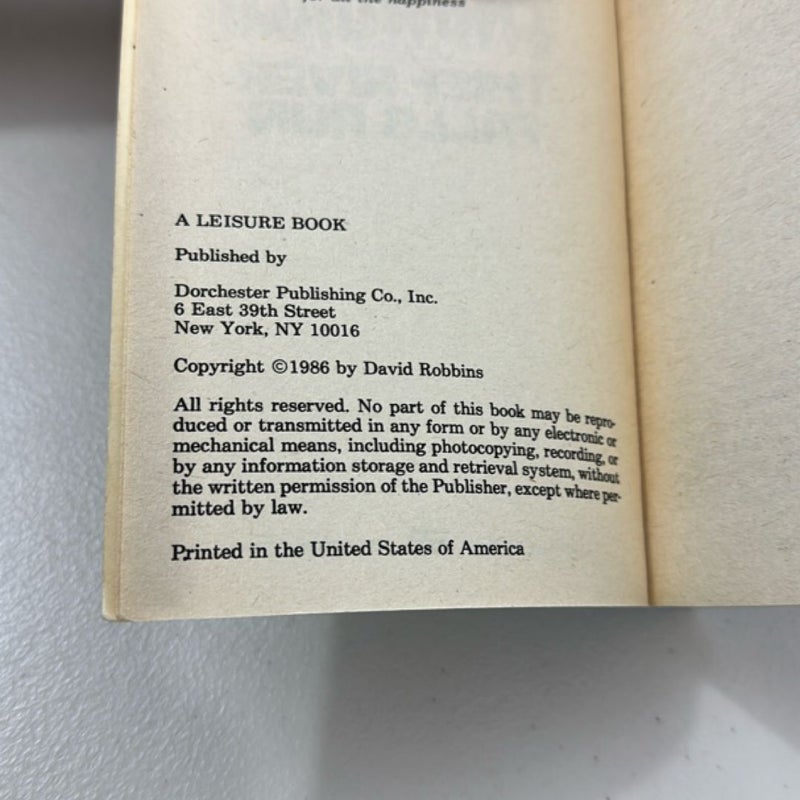 for all the happiness
A LEISURE BOOK
Published by
Dorchester Publishing Co., Inc.
6 East 39th Street
New York, NY 10016
Copyright ©1986 by David Robbins
All rights reserved. No part of this book may be repro-
duced or transmitted in any form or by any electronic or
mechanical means, including photocopying, recording, or
by any information storage and retrieval system, without
the written permission of the Publisher, except where per-
mitted by law.
Printed in the United States of America